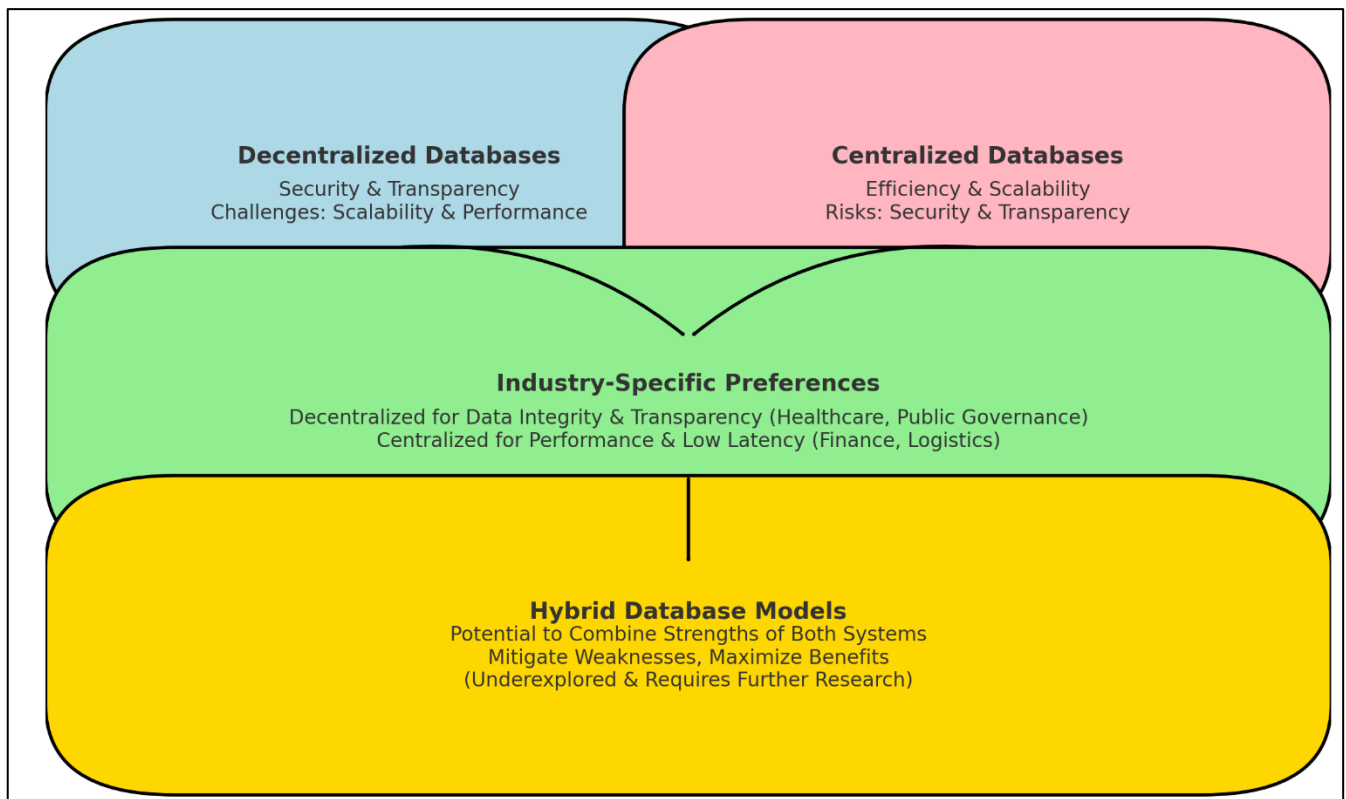 Decentralized Databases
Security & Transparency
Challenges: Scalability & Performance
Centralized Databases
Efficiency & Scalability
Risks: Security & Transparency
Industry-Specific Preferences
Decentralized for Data Integrity & Transparency (Healthcare, Public Governance)
Centralized for Performance & Low Latency (Finance, Logistics)
Hybrid Database Models
Potential to Combine Strengths of Both Systems
Mitigate Weaknesses, Maximize Benefits
(Underexplored & Requires Further Research)